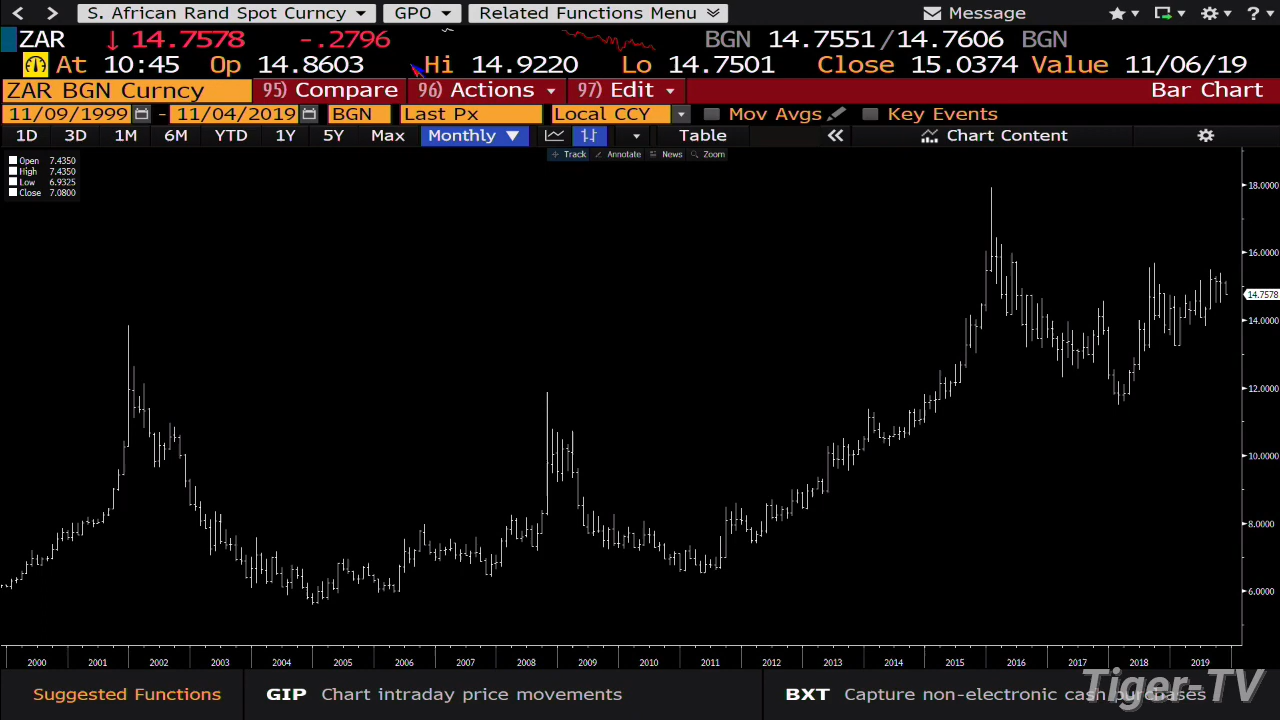 S. African Rand Spot Curncy GPO Related Functions Menu Message ?
ZAR 14.7578 -.2796 BGN 14.7551/14.7606 BGN
At 10:45 Op 14.8603 Hi 14.9220 Lo 14.7501 Close 15.0374 Value 11/06/19
ZAR BGN Curncy 95) Compare 96) Actions 97) Edit Bar Chart
11/09/1999 - 11/04/2019 BGN Last Px Local CCY Mov Avgs Key Events
1D 3D 1M 6M YTD 1Y 5Y Max Monthly Table Chart Content
Track Annotate News Zoom
Open 7.4350
High 7.4350
Low 6.9325
Close 7.0800
18.0000
16.0000
14.7578
14.0000
12.0000
10.0000
8.0000
6.0000
2000 2001 2002 2003 2004 2005 2006 2007 2008 2009 2010 2011 2012 2013 2014 2015 2016 2017 2018 2019
Suggested Functions GIP Chart intraday price movements BXT Capture non-electronic cash purchases
Tiger-TV